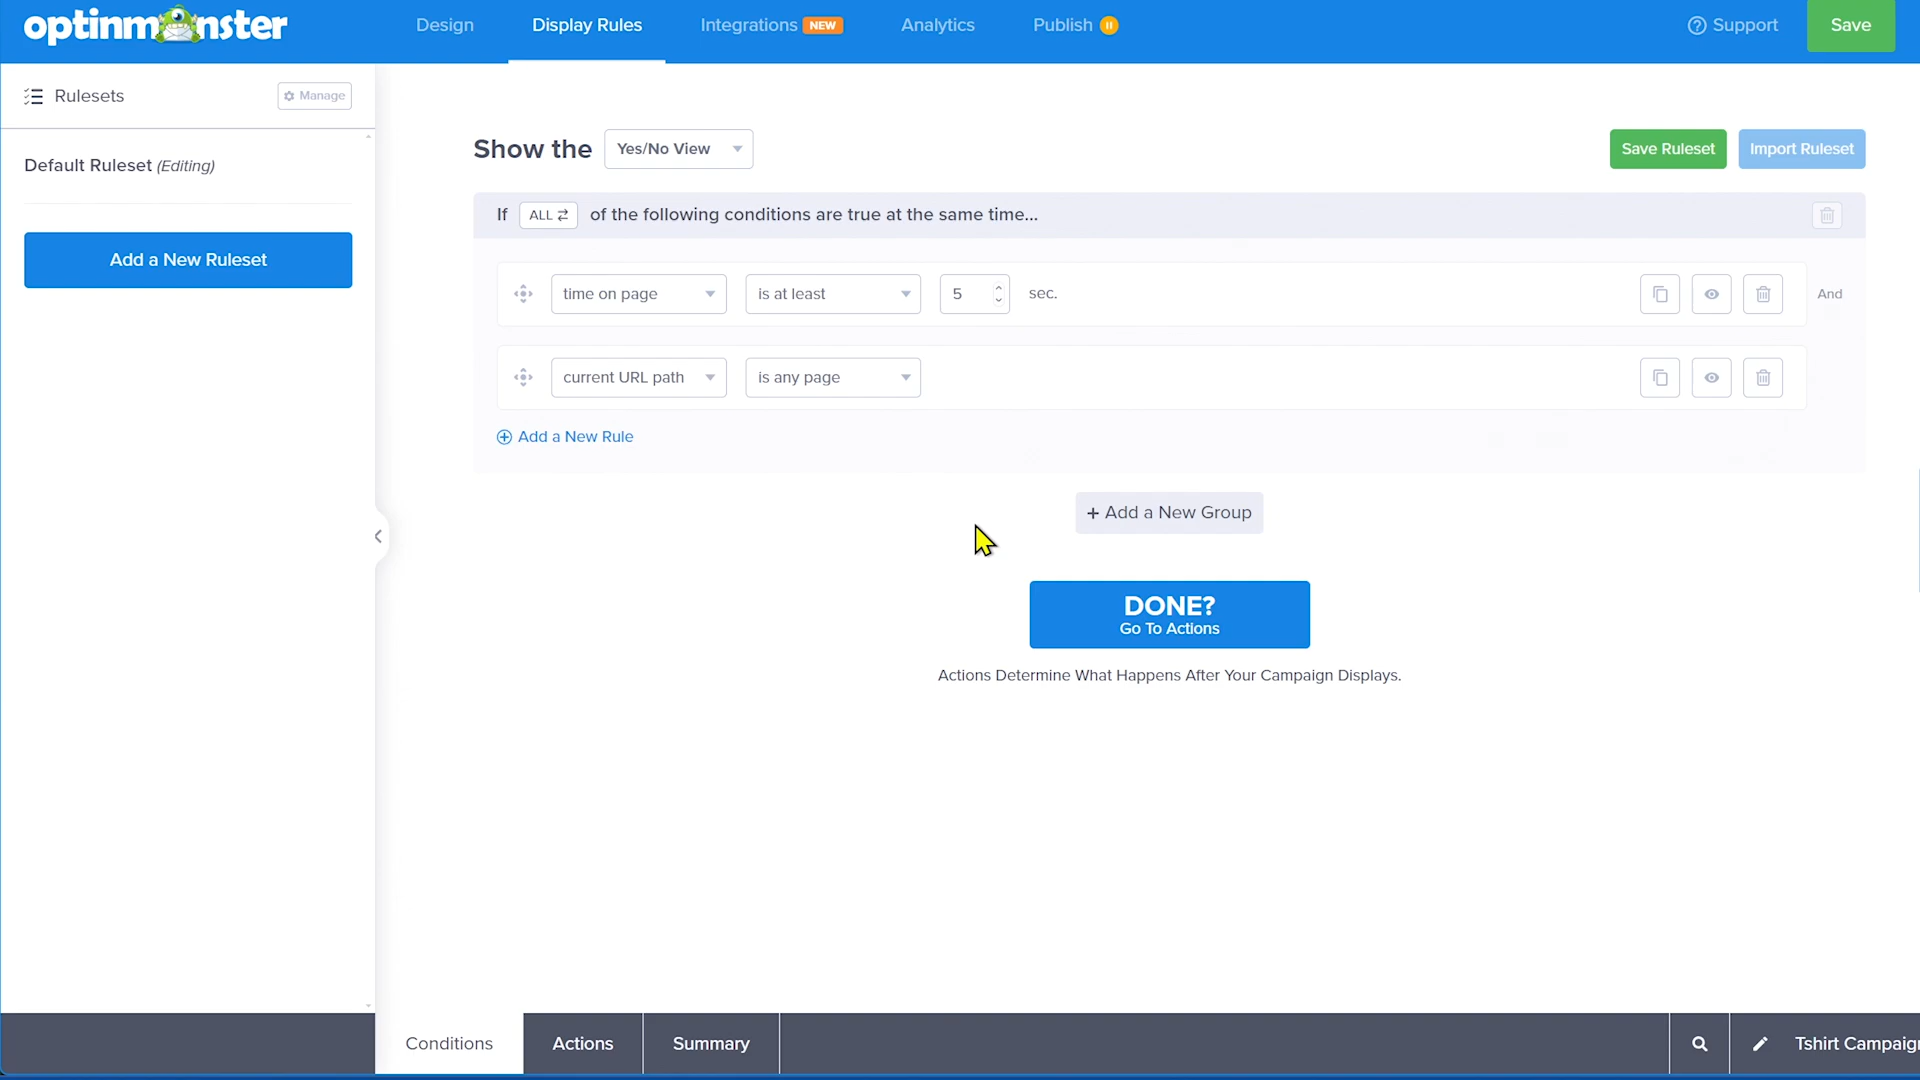 optinmonster
Design
Display Rules
Integrations NEW
Analytics
Publish
Support
Save
Rulesets
Manage
Default Ruleset (Editing)
Add a New Ruleset
Show the Yes/No View
Save Ruleset
Import Ruleset
If ALL of the following conditions are true at the same time...
time on page is at least 5 sec.
And
current URL path is any page
Add a New Rule
+ Add a New Group
DONE?
Go To Actions
Actions Determine What Happens After Your Campaign Displays.
Conditions
Actions
Summary
Tshirt Campaign